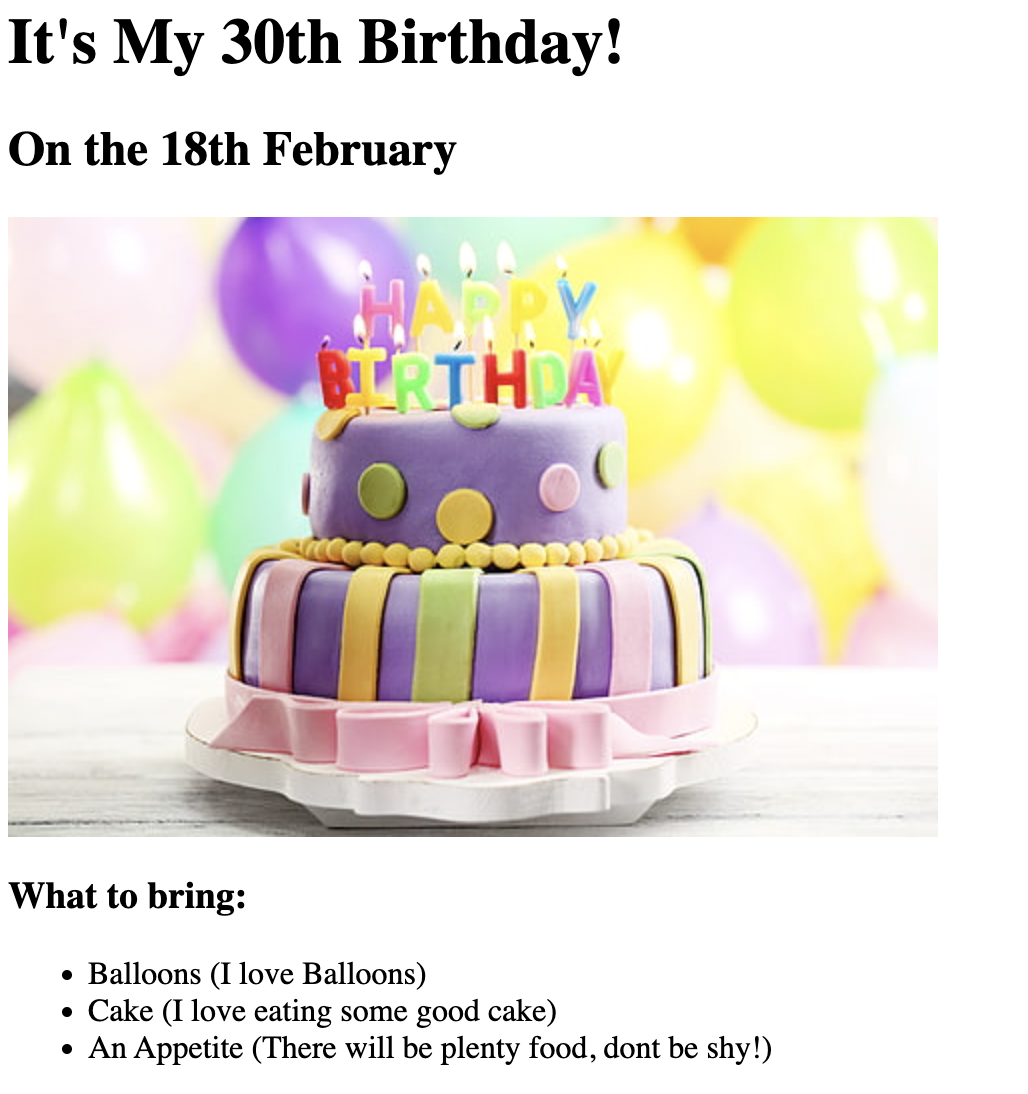 It's My 30th Birthday!
On the 18th February
HAPPY
BIRTHDAY
What to bring:
Balloons (I love Balloons)
Cake (I love eating some good cake)
An Appetite (There will be plenty food, dont be shy!)